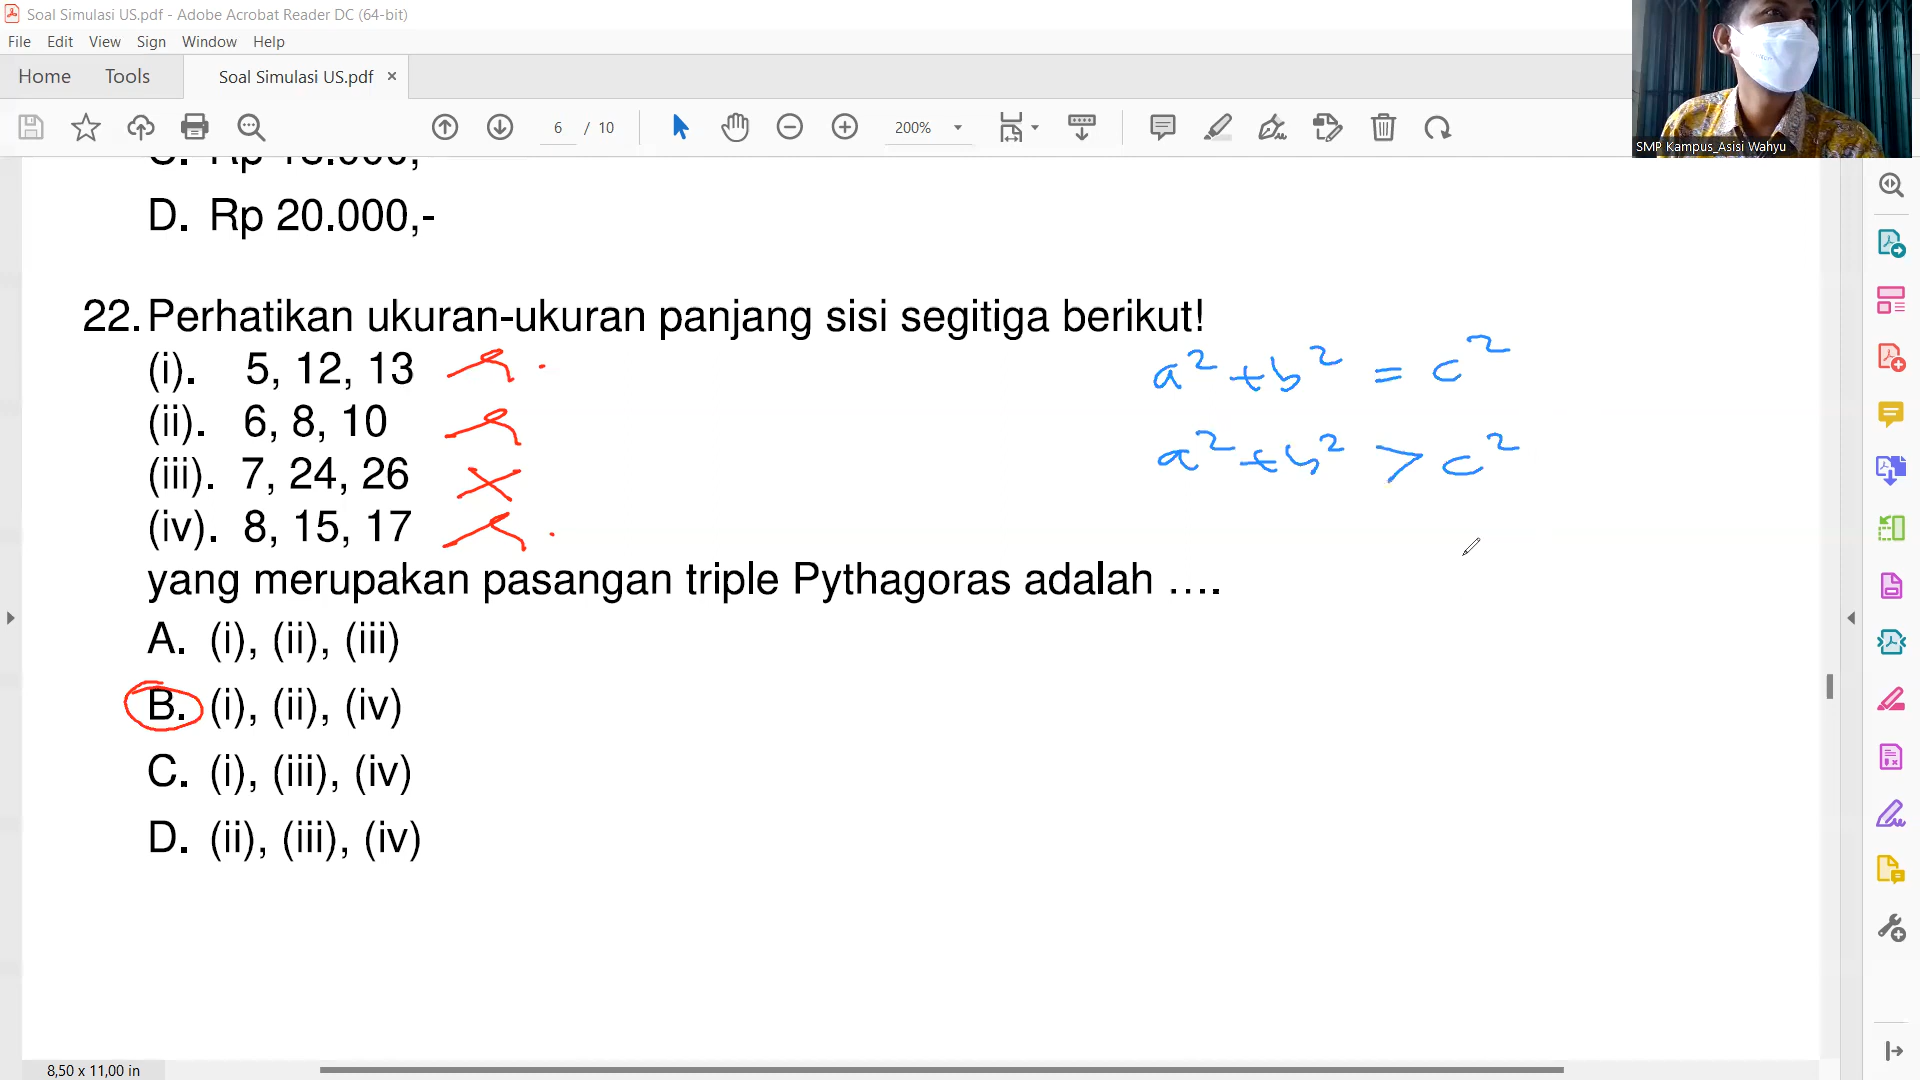 Soal Simulasi US.pdf - Adobe Acrobat Reader DC (64-bit)
File Edit View Sign Window Help
Home Tools Soal Simulasi US.pdf ×
6 / 10 200%
SMP Kampus_Asisi Wahyu
D. Rp 20.000,-
22. Perhatikan ukuran-ukuran panjang sisi segitiga berikut!
(i). 5, 12, 13
(ii). 6, 8, 10
(iii). 7, 24, 26
(iv). 8, 15, 17
a² + b² = c²
a² + b² > c²
yang merupakan pasangan triple Pythagoras adalah ....
A. (i), (ii), (iii)
B. (i), (ii), (iv)
C. (i), (iii), (iv)
D. (ii), (iii), (iv)
8,50 x 11,00 in